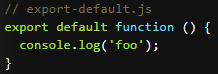 // export-default.js
export default function () {
  console.log('foo');
}